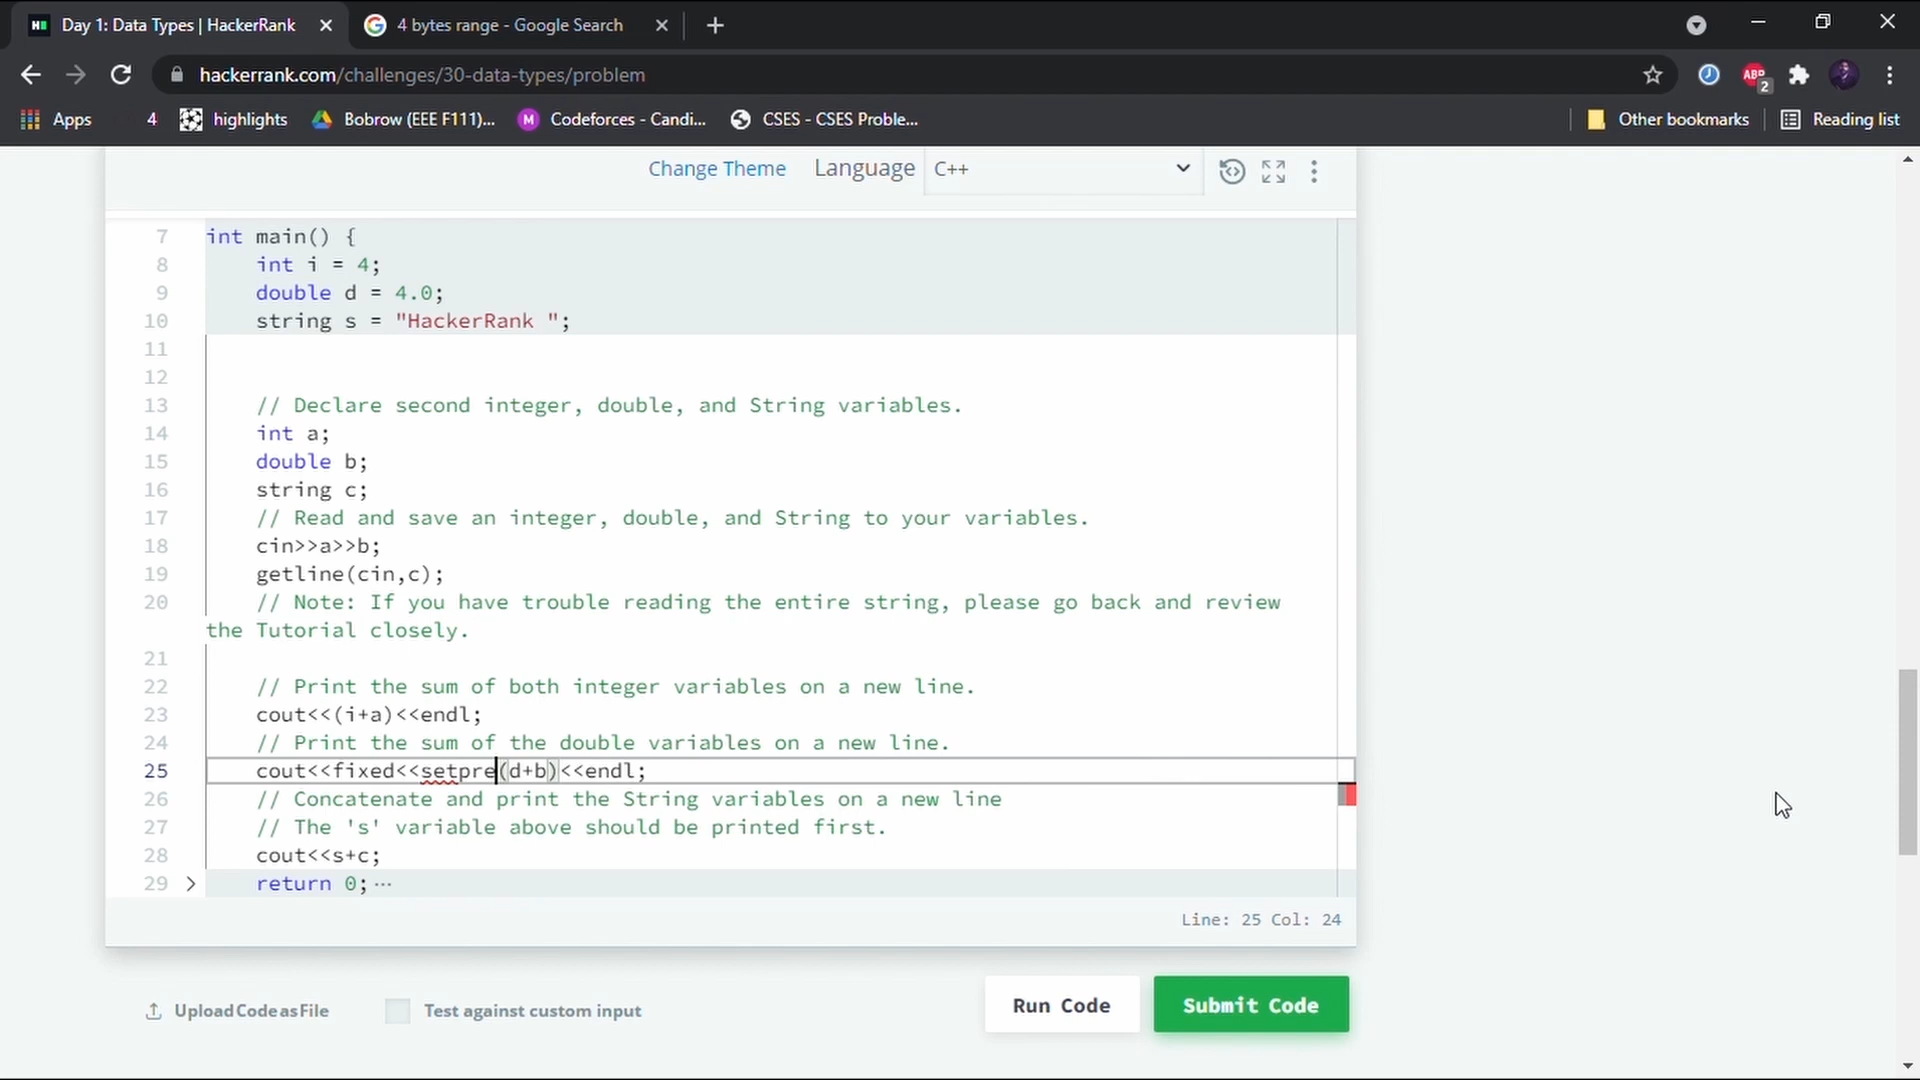 Day 1: Data Types | HackerRank
4 bytes range - Google Search
hackerrank.com/challenges/30-data-types/problem
ABP
2
Apps
4
highlights
Bobrow (EEE F111)...
M
Codeforces - Candi...
CSES - CSES Proble...
Other bookmarks
Reading list
Change Theme
Language
C++
7 int main() {
8 int i = 4;
9 double d = 4.0;
10 string s = "HackerRank ";
11
12
13 // Declare second integer, double, and String variables.
14 int a;
15 double b;
16 string c;
17 // Read and save an integer, double, and String to your variables.
18 cin>>a>>b;
19 getline(cin,c);
20 // Note: If you have trouble reading the entire string, please go back and review
the Tutorial closely.
21
22 // Print the sum of both integer variables on a new line.
23 cout<<(i+a)<<endl;
24 // Print the sum of the double variables on a new line.
25 cout<<fixed<<setpre(d+b)<<endl;
26 // Concatenate and print the String variables on a new line
27 // The 's' variable above should be printed first.
28 cout<<s+c;
29 return 0;
Line: 25 Col: 24
Upload Code as File
Test against custom input
Run Code
Submit Code